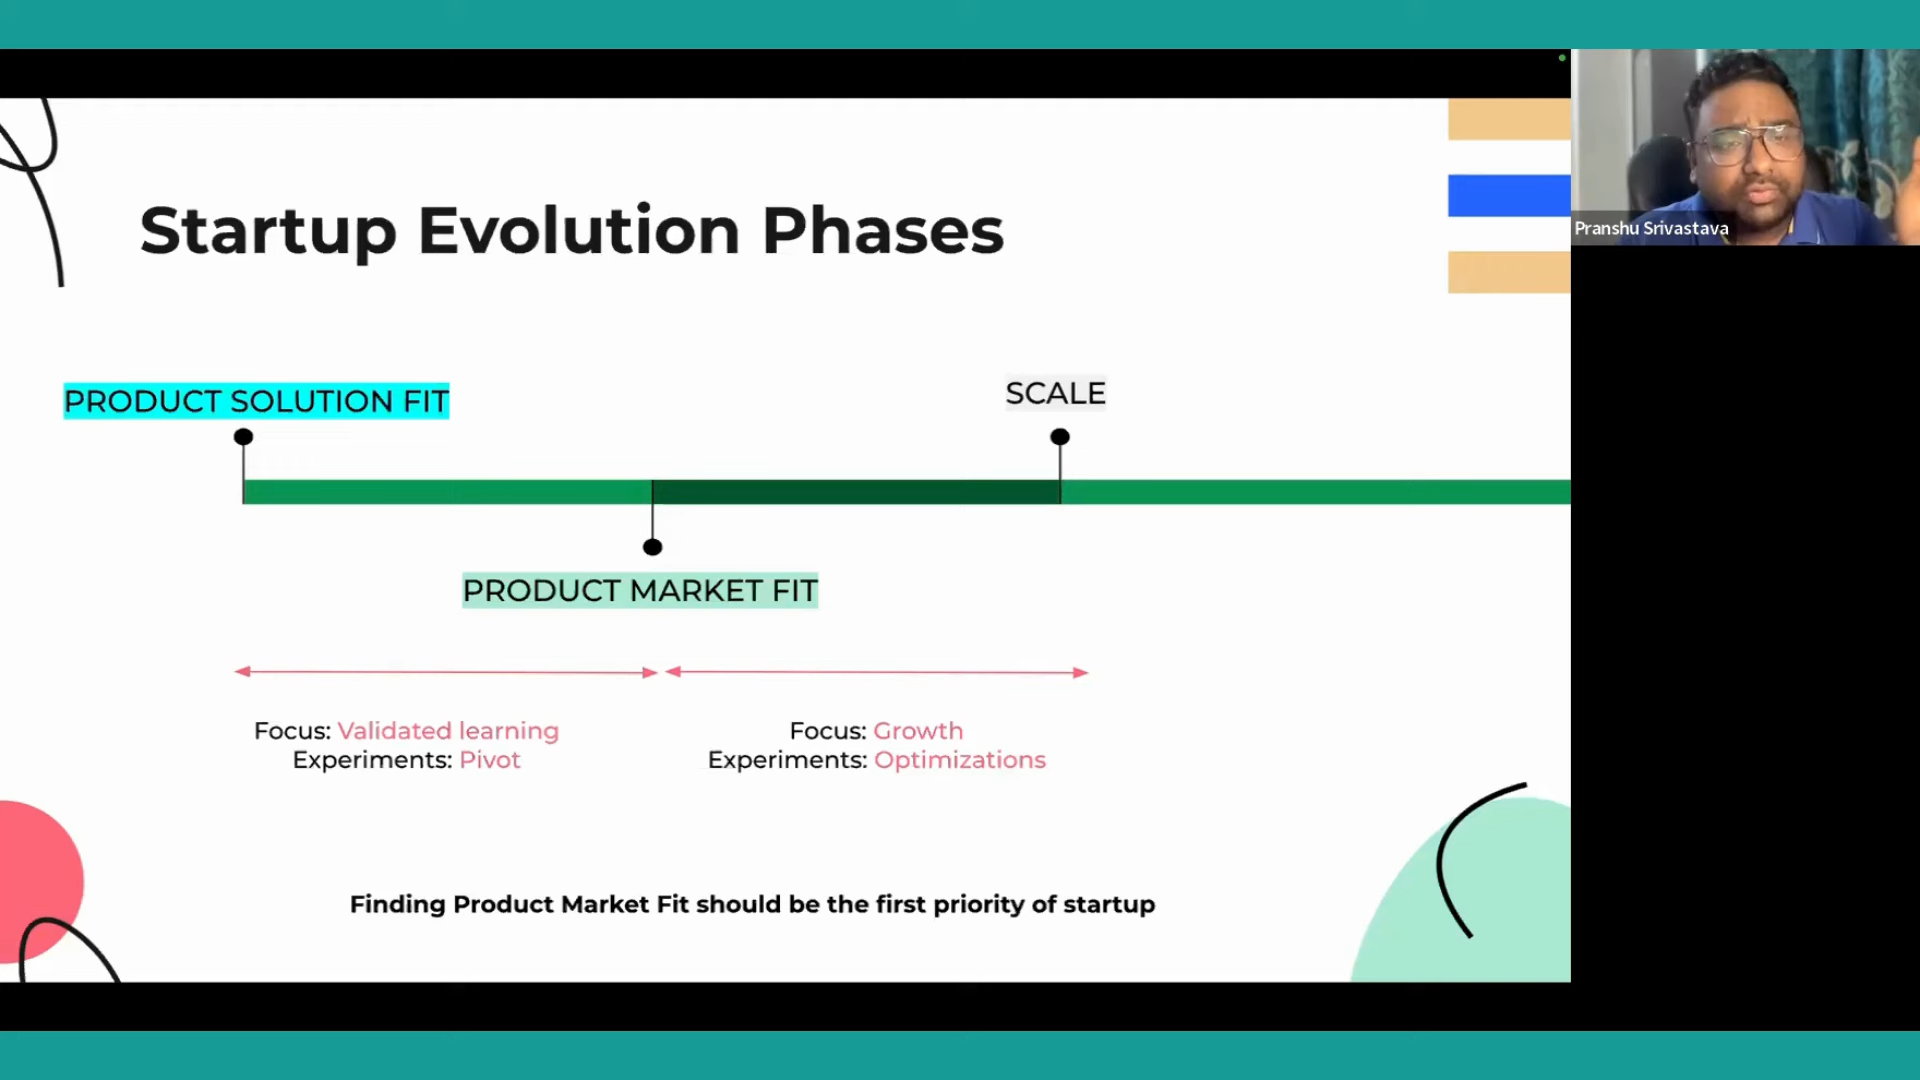 Startup Evolution Phases
PRODUCT SOLUTION FIT
SCALE
PRODUCT MARKET FIT
Focus: Validated learning
Experiments: Pivot
Focus: Growth
Experiments: Optimizations
Finding Product Market Fit should be the first priority of startup
Pranshu Srivastava